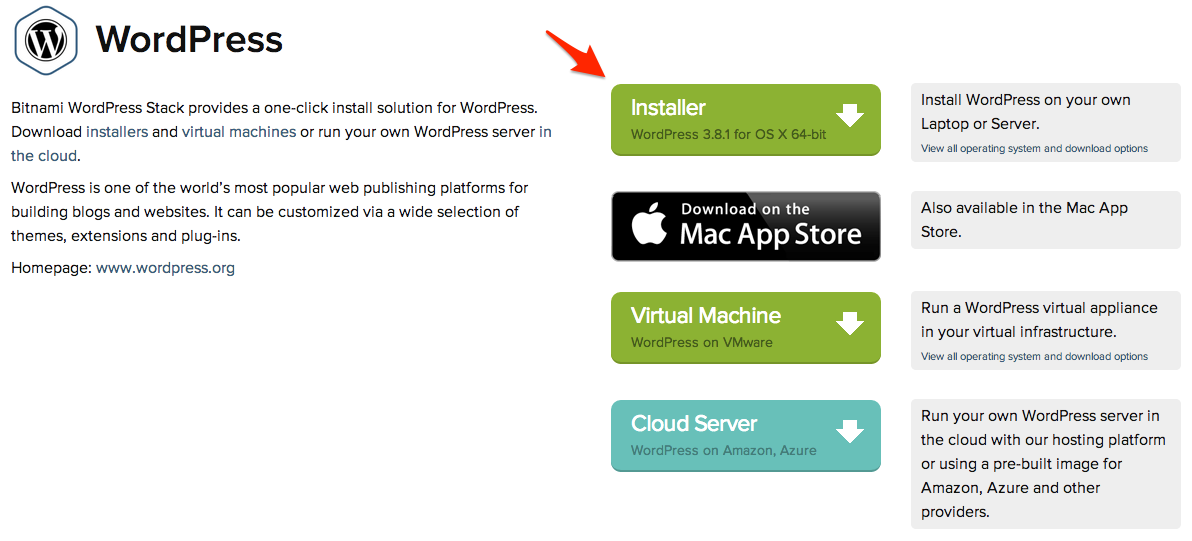 WordPress
Bitnami WordPress Stack provides a one-click install solution for WordPress.
Download installers and virtual machines or run your own WordPress server in
the cloud.
WordPress is one of the world's most popular web publishing platforms for
building blogs and websites. It can be customized via a wide selection of
themes, extensions and plug-ins.
Homepage: www.wordpress.org
Installer
WordPress 3.8.1 for OS X 64-bit
Install WordPress on your own
Laptop or Server.
View all operating system and download options
Download on the
Mac App Store
Also available in the Mac App
Store.
Virtual Machine
WordPress on VMware
Run a WordPress virtual appliance
in your virtual infrastructure.
View all operating system and download options
Cloud Server
WordPress on Amazon, Azure
Run your own WordPress server in
the cloud with our hosting platform
or using a pre-built image for
Amazon, Azure and other
providers.